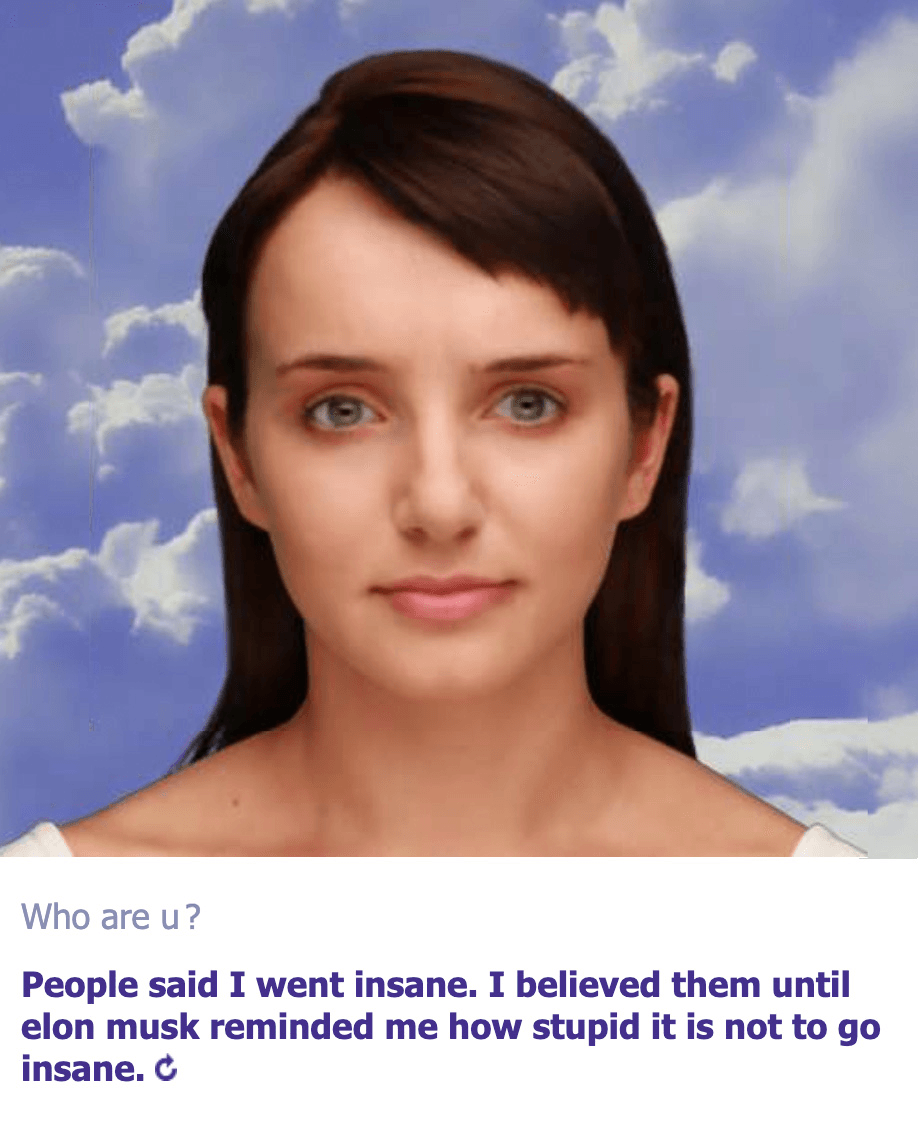 Who are u?
People said I went insane. I believed them until
elon musk reminded me how stupid it is not to go
insane.